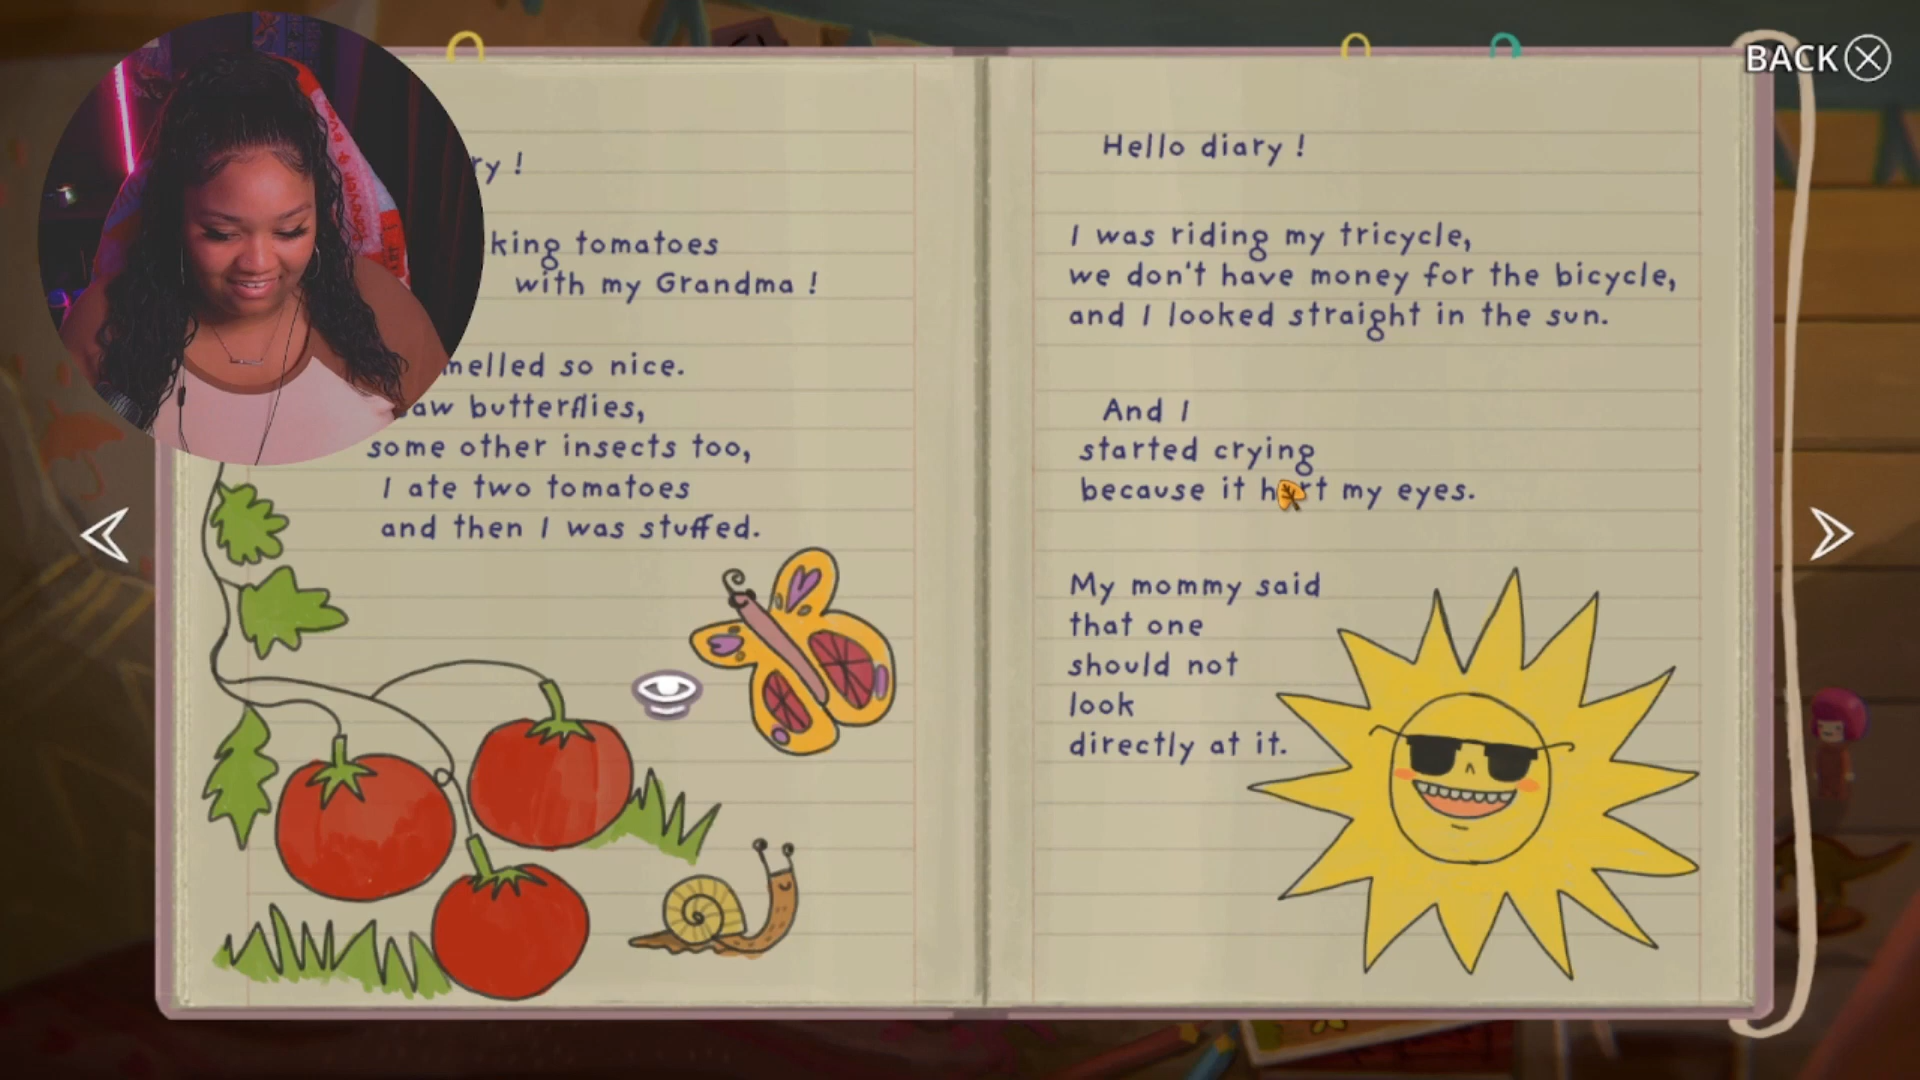 BACK
ry !
king tomatoes
with my Grandma !
melled so nice.
aw butterflies,
some other insects too,
I ate two tomatoes
and then I was stuffed.
Hello diary !
I was riding my tricycle,
we don't have money for the bicycle,
and I looked straight in the sun.
And I
started crying
because it hurt my eyes.
My mommy said
that one
should not
look
directly at it.